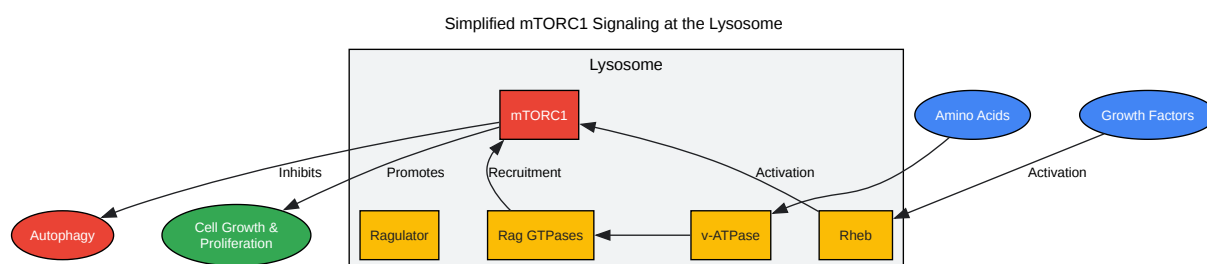 Simplified mTORC1 Signaling at the Lysosome
Lysosome
mTORC1
Amino Acids
Growth Factors
Inhibits
Promotes
Recruitment
Activation
Activation
Autophagy
Cell Growth &
Proliferation
Ragulator
Rag GTPases
v-ATPase
Rheb